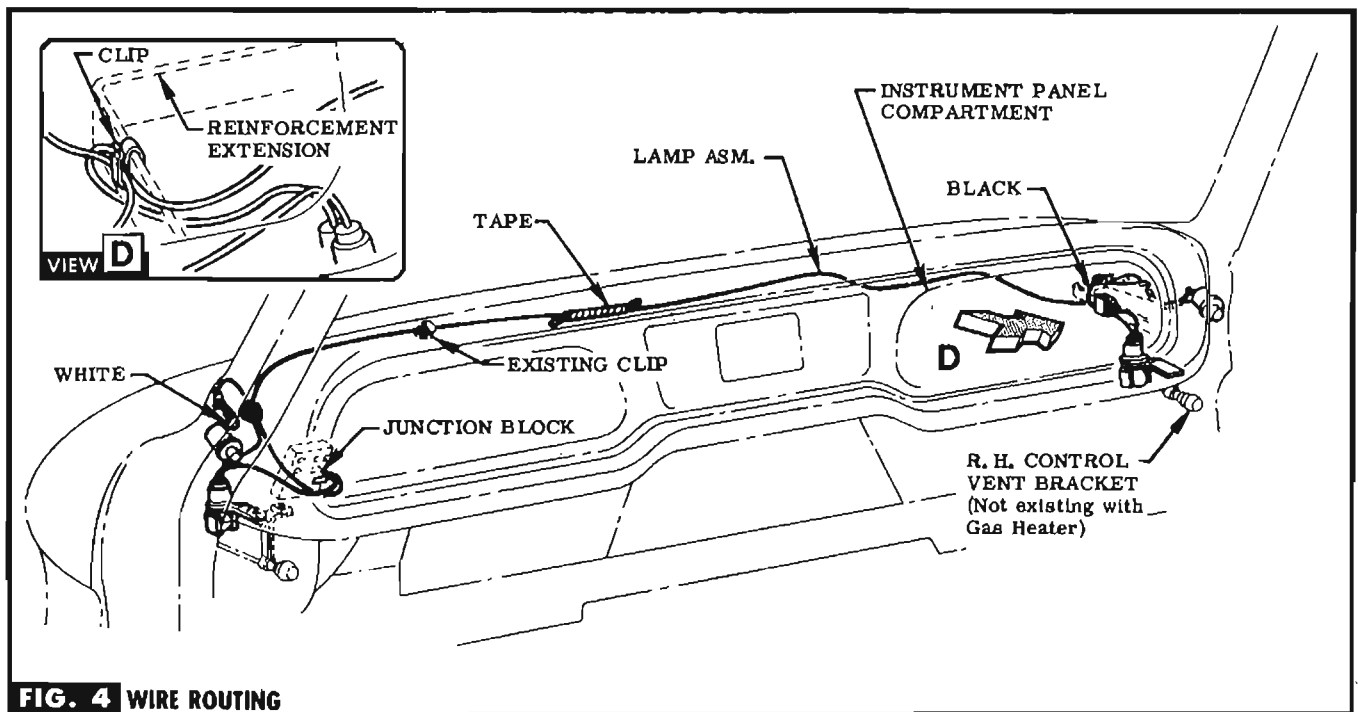 CLIP
REINFORCEMENT
EXTENSION
VIEW D
INSTRUMENT PANEL
COMPARTMENT
LAMP ASM.
BLACK
TAPE
D
EXISTING CLIP
WHITE
JUNCTION BLOCK
R. H. CONTROL
VENT BRACKET
(Not existing with
Gas Heater)
FIG. 4 WIRE ROUTING